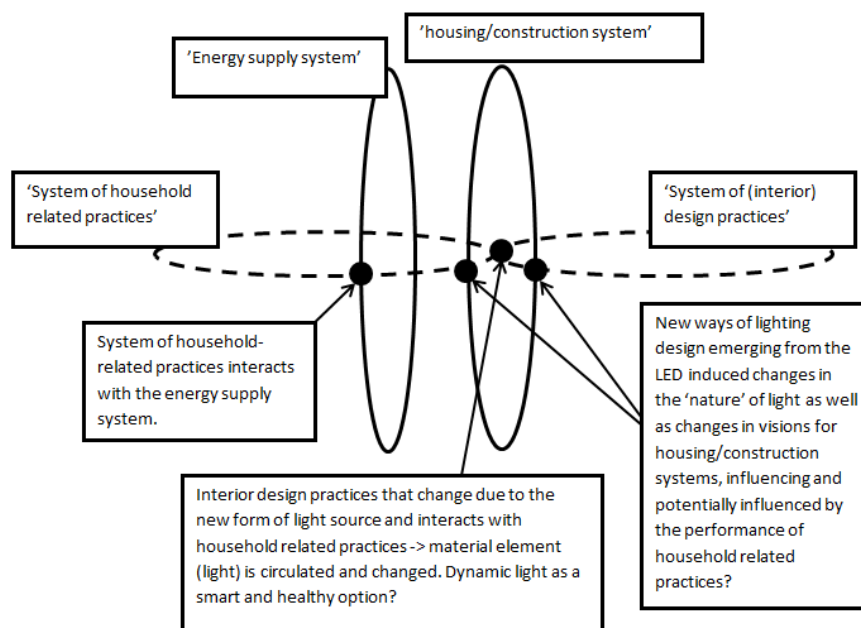 ’Energy supply system’
’housing/construction system’
‘System of household
related practices’
‘System of (interior)
design practices’
System of household-
related practices interacts
with the energy supply
system.
New ways of lighting
design emerging from the
LED induced changes in
the ‘nature’ of light as well
as changes in visions for
housing/construction
systems, influencing and
potentially influenced by
the performance of
household related
practices?
Interior design practices that change due to the
new form of light source and interacts with
household related practices -> material element
(light) is circulated and changed. Dynamic light as a
smart and healthy option?